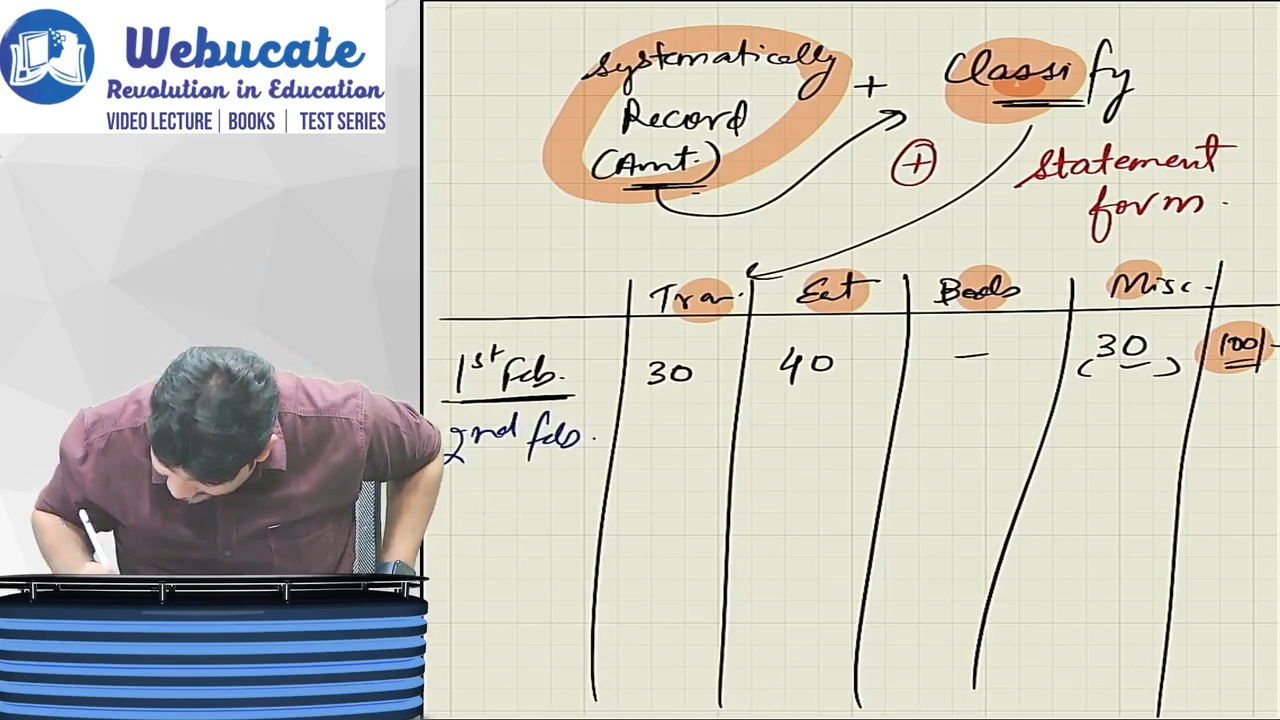 Webucate
Revolution in Education
VIDEO LECTURE | BOOKS | TEST SERIES
Systematically + Classify
Record
(Amt.)
+
Statement
form.
Tran. Eat Books Misc.
1st Feb. 30 40 — (30) 100/-
2nd feb.